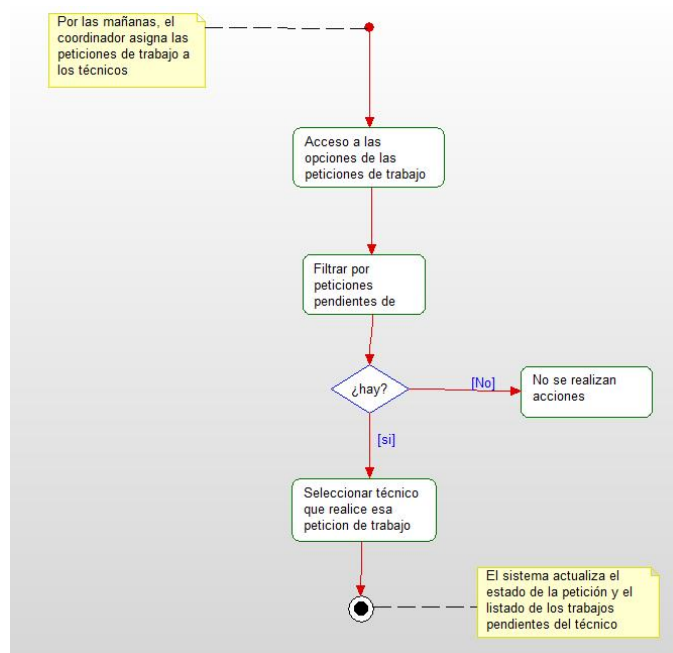 Por las mañanas, el
coordinador asigna las
peticiones de trabajo a
los técnicos
Acceso a las
opciones de las
peticiones de trabajo
Filtrar por
peticiones
pendientes de
¿hay?
[No]
No se realizan
acciones
[si]
Seleccionar técnico
que realice esa
peticion de trabajo
El sistema actualiza el
estado de la petición y el
listado de los trabajos
pendientes del técnico